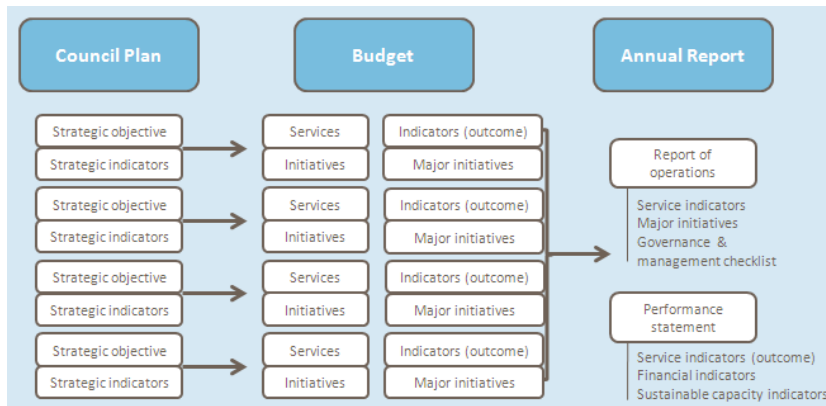 Council Plan
Budget
Annual Report
Strategic objective
Strategic indicators
Services
Initiatives
Indicators (outcome)
Major initiatives
Strategic objective
Strategic indicators
Services
Initiatives
Indicators (outcome)
Major initiatives
Strategic objective
Strategic indicators
Services
Initiatives
Indicators (outcome)
Major initiatives
Strategic objective
Strategic indicators
Services
Initiatives
Indicators (outcome)
Major initiatives
Report of
operations
Service indicators
Major initiatives
Governance &
management checklist
Performance
statement
Service indicators (outcome)
Financial indicators
Sustainable capacity indicators